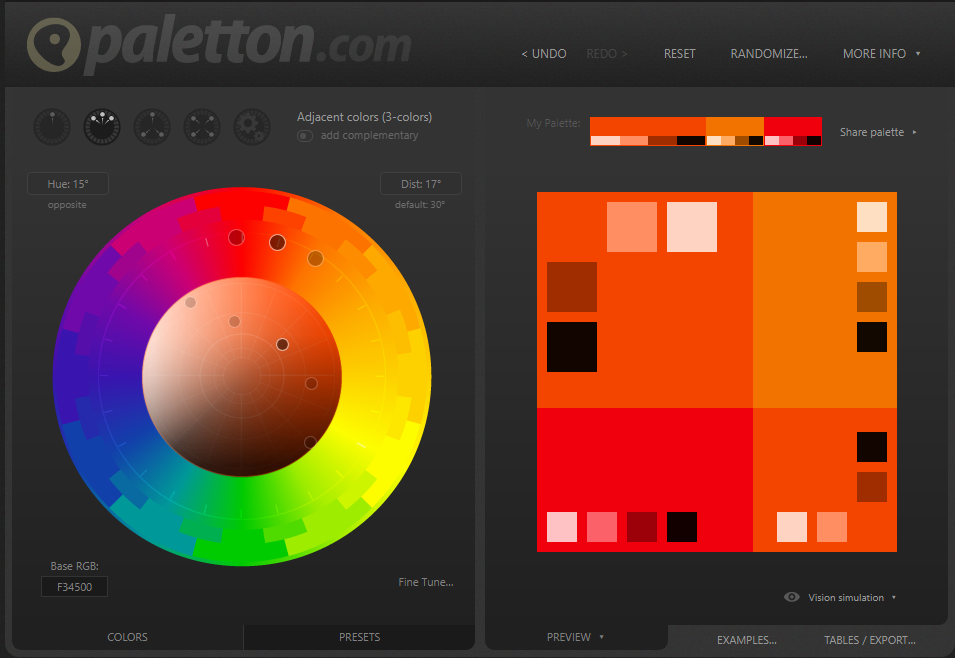 paletton.com
< UNDO REDO > RESET RANDOMIZE... MORE INFO ▾
Adjacent colors (3-colors)
add complementary
My Palette:
Share palette ▸
Hue: 15°
opposite
Dist: 17°
default: 30°
Base RGB:
F34500
Fine Tune...
Vision simulation ▾
COLORS PRESETS
PREVIEW ▾ EXAMPLES... TABLES / EXPORT...